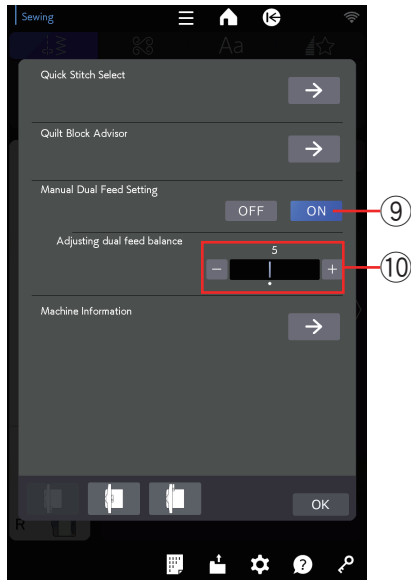 Sewing
Aa
Quick Stitch Select
Quilt Block Advisor
Manual Dual Feed Setting
OFF ON ⑨
Adjusting dual feed balance
5
− + ⑩
Machine Information
OK
R
?